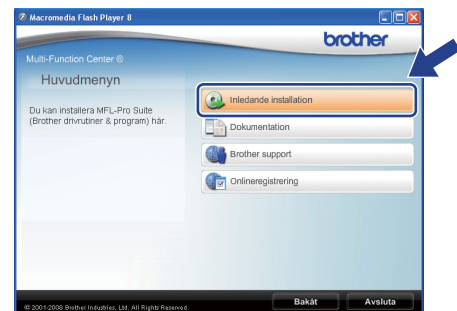 Macromedia Flash Player 8
brother
Multi-Function Center ®
Huvudmenyn
Du kan installera MFL-Pro Suite
(Brother drivrutiner & program) här.
Inledande installation
Dokumentation
Brother support
Onlineregistrering
© 2001-2008 Brother Industries, Ltd. All Rights Reserved.
Bakåt
Avsluta